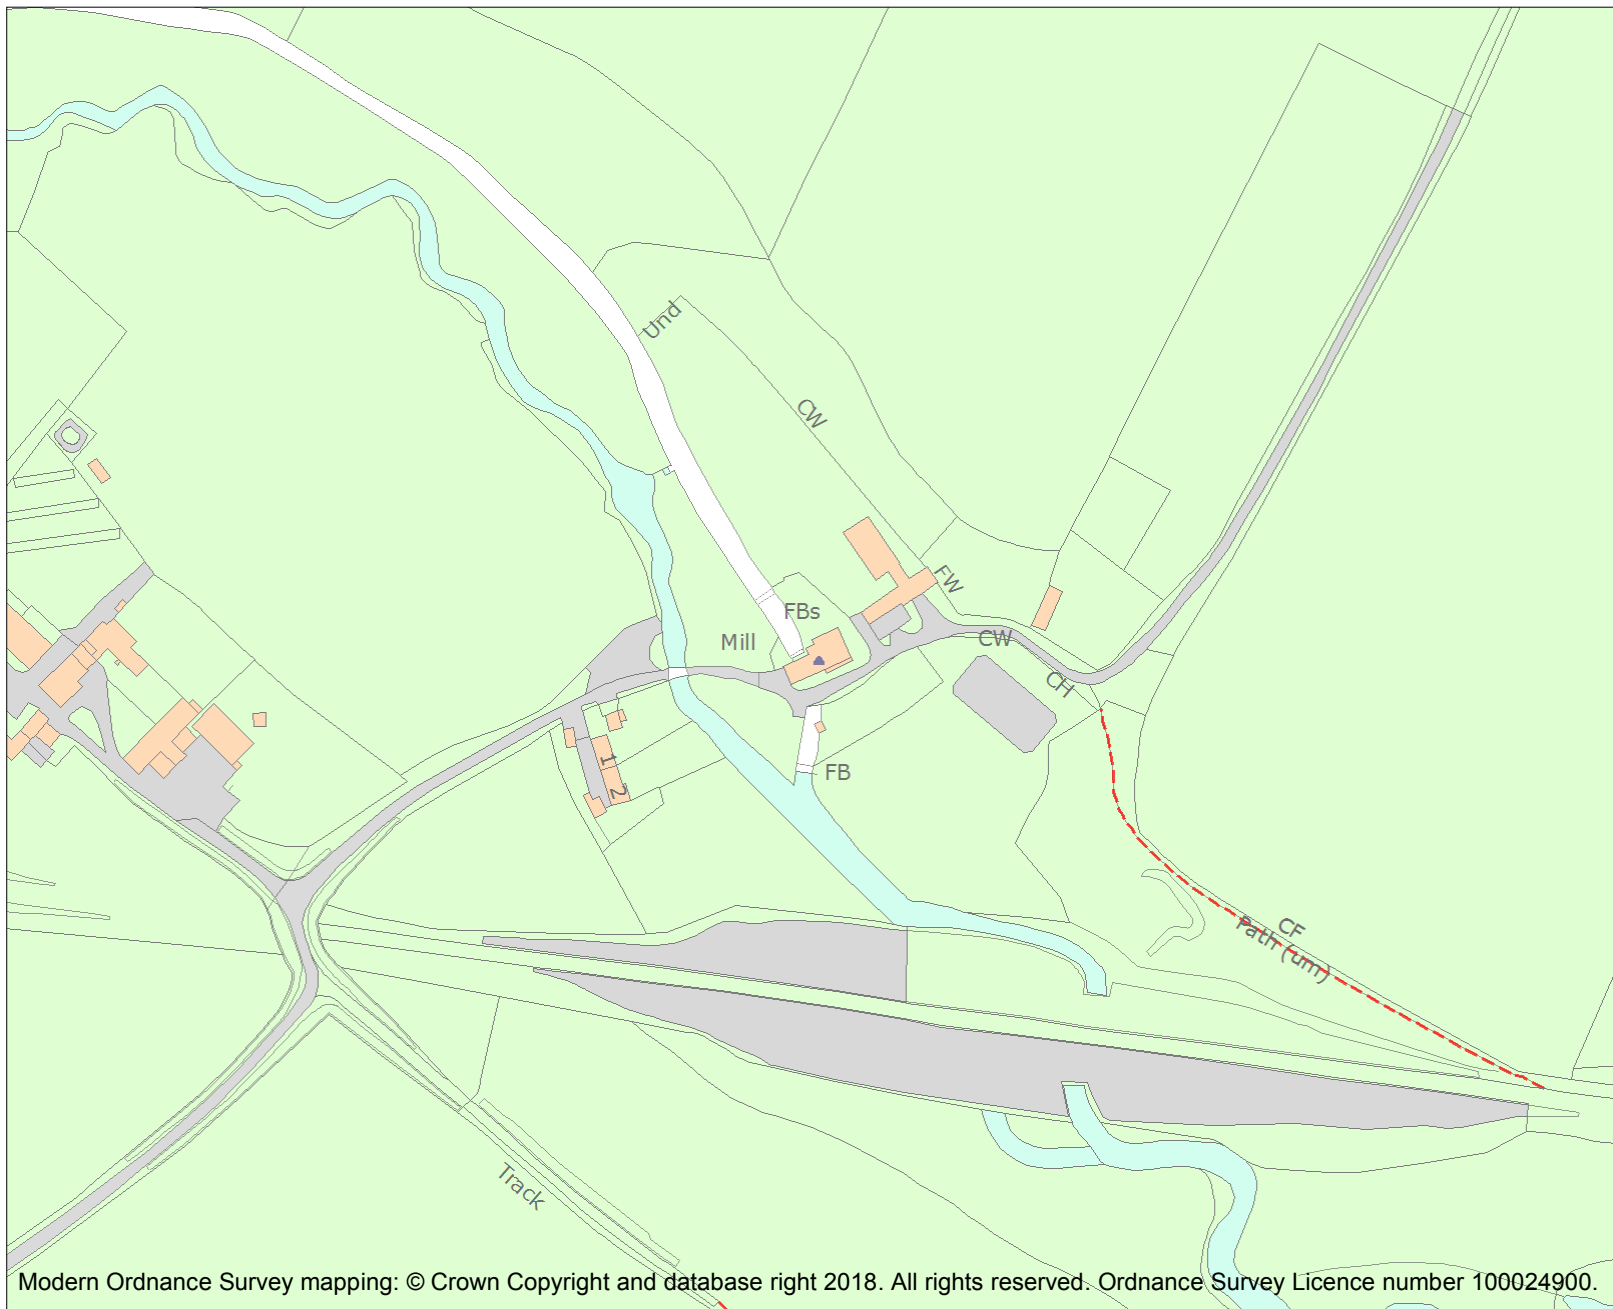 Und
CW
FW
FBs
Mill
CW
CH
1
2
FB
CF
Path (um)
Track
Modern Ordnance Survey mapping: © Crown Copyright and database right 2018. All rights reserved. Ordnance Survey Licence number 100024900.